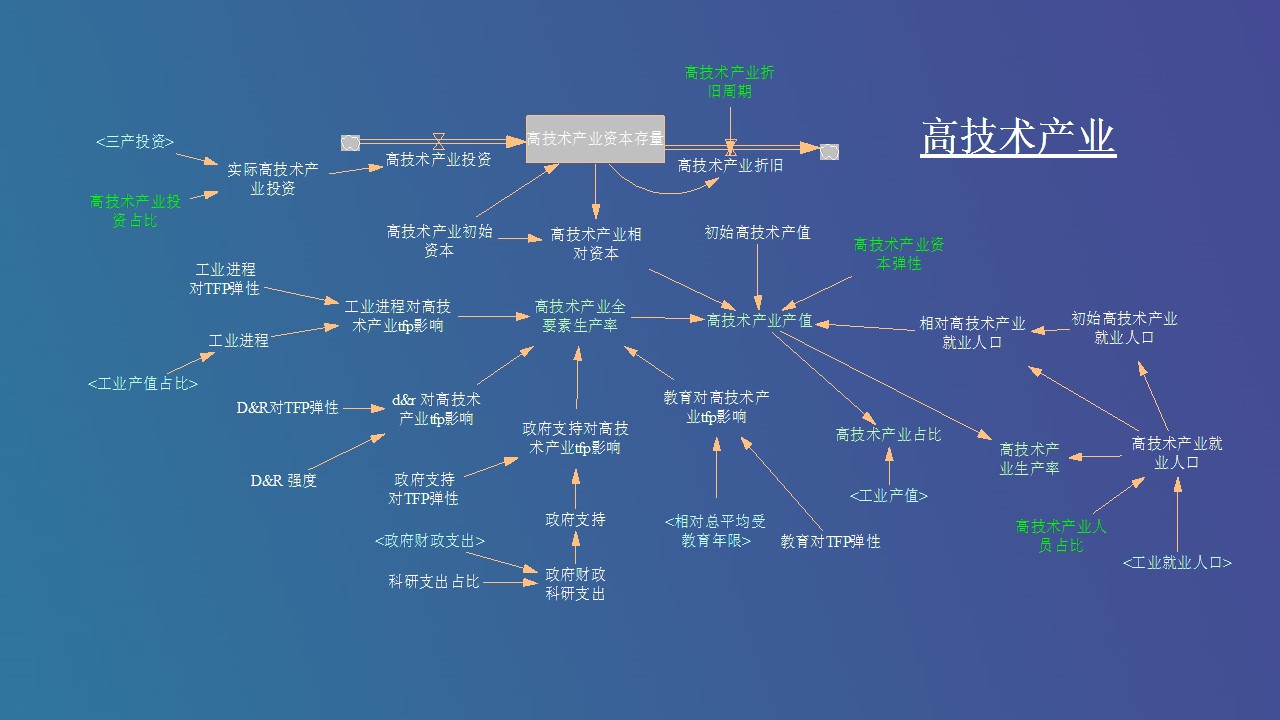 高技术产业
高技术产业折
旧周期
<三产投资>
高技术产业资本存量
高技术产业投资
高技术产业折旧
实际高技术产
业投资
高技术产业投
资占比
高技术产业初始
资本
高技术产业相
对资本
初始高技术产值
高技术产业资
本弹性
工业进程
对TFP弹性
工业进程对高技
术产业tfp影响
高技术产业全
要素生产率
高技术产业产值
相对高技术产业
就业人口
初始高技术产业
就业人口
工业进程
<工业产值占比>
D&R对TFP弹性
d&r 对高技术
产业tfp影响
教育对高技术产
业tfp影响
政府支持对高技
术产业tfp影响
高技术产业占比
高技术产
业生产率
高技术产业就
业人口
D&R 强度
政府支持
对TFP弹性
<工业产值>
政府支持
<相对总平均受
教育年限>
教育对TFP弹性
高技术产业人
员占比
<政府财政支出>
<工业就业人口>
科研支出占比
政府财政
科研支出